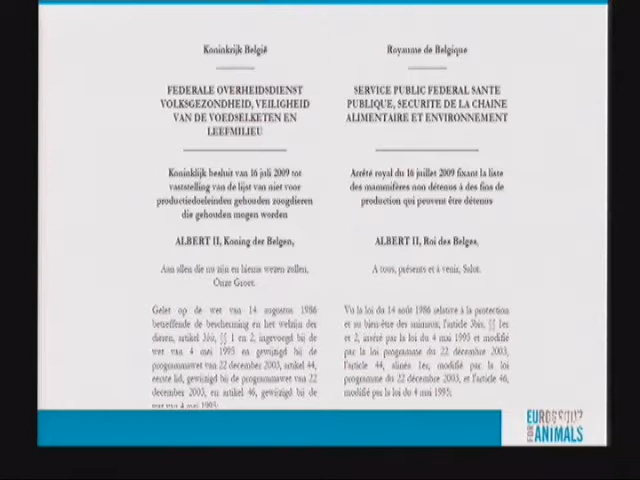 Koninkrijk België
FEDERALE OVERHEIDSDIENST
VOLKSGEZONDHEID, VEILIGHEID
VAN DE VOEDSELKETEN EN
LEEFMILIEU
Koninklijk besluit van 16 juli 2009 tot
vaststelling van de lijst van niet voor
productiedoeleinden gehouden zoogdieren
die gehouden mogen worden
ALBERT II, Koning der Belgen,
Aan allen die nu zijn en hierna wezen zullen,
Onze Groet.
Gelet op de wet van 14 augustus 1986
betreffende de bescherming en het welzijn der
dieren, artikel 3bis, §§ 1 en 2, ingevoegd bij de
wet van 4 mei 1995 en gewijzigd bij de
programmawet van 22 december 2003, artikel 44,
eerste lid, gewijzigd bij de programmawet van 22
december 2003, en artikel 46, gewijzigd bij de
wet van 4 mei 1995;
Royaume de Belgique
SERVICE PUBLIC FEDERAL SANTE
PUBLIQUE, SECURITE DE LA CHAINE
ALIMENTAIRE ET ENVIRONNEMENT
Arrêté royal du 16 juillet 2009 fixant la liste
des mammifères non détenus à des fins de
production qui peuvent être détenus
ALBERT II, Roi des Belges,
A tous, présents et à venir, Salut.
Vu la loi du 14 août 1986 relative à la protection
et au bien-être des animaux, l'article 3bis, §§ 1er
et 2, inséré par la loi du 4 mai 1995 et modifié
par la loi programme du 22 décembre 2003,
l'article 44, alinéa 1er, modifié par la loi
programme du 22 décembre 2003, et l'article 46,
modifié par la loi du 4 mai 1995;
FOR
ANIMALS